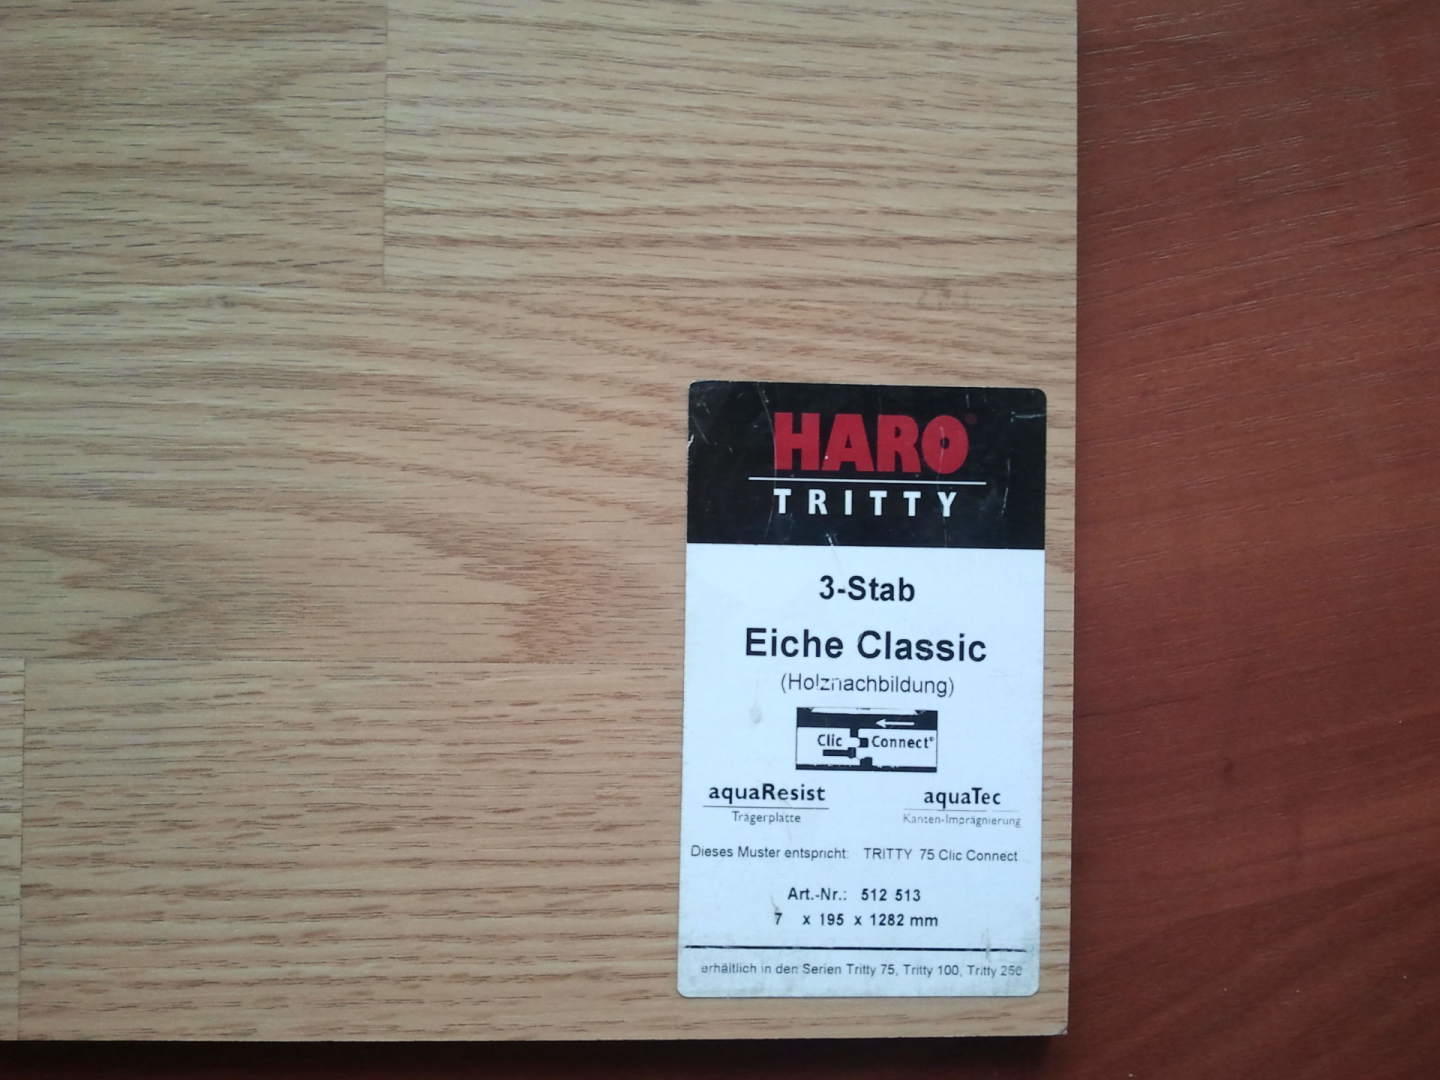 HARO®
TRITTY
3-Stab
Eiche Classic
(Holznachbildung)
Clic Connect®
aquaResist aquaTec
Trägerplatte Kanten-Imprägnierung
Dieses Muster entspricht: TRITTY 75 Clic Connect
Art.-Nr.: 512 513
7 x 195 x 1282 mm
erhältlich in den Serien Tritty 75, Tritty 100, Tritty 250